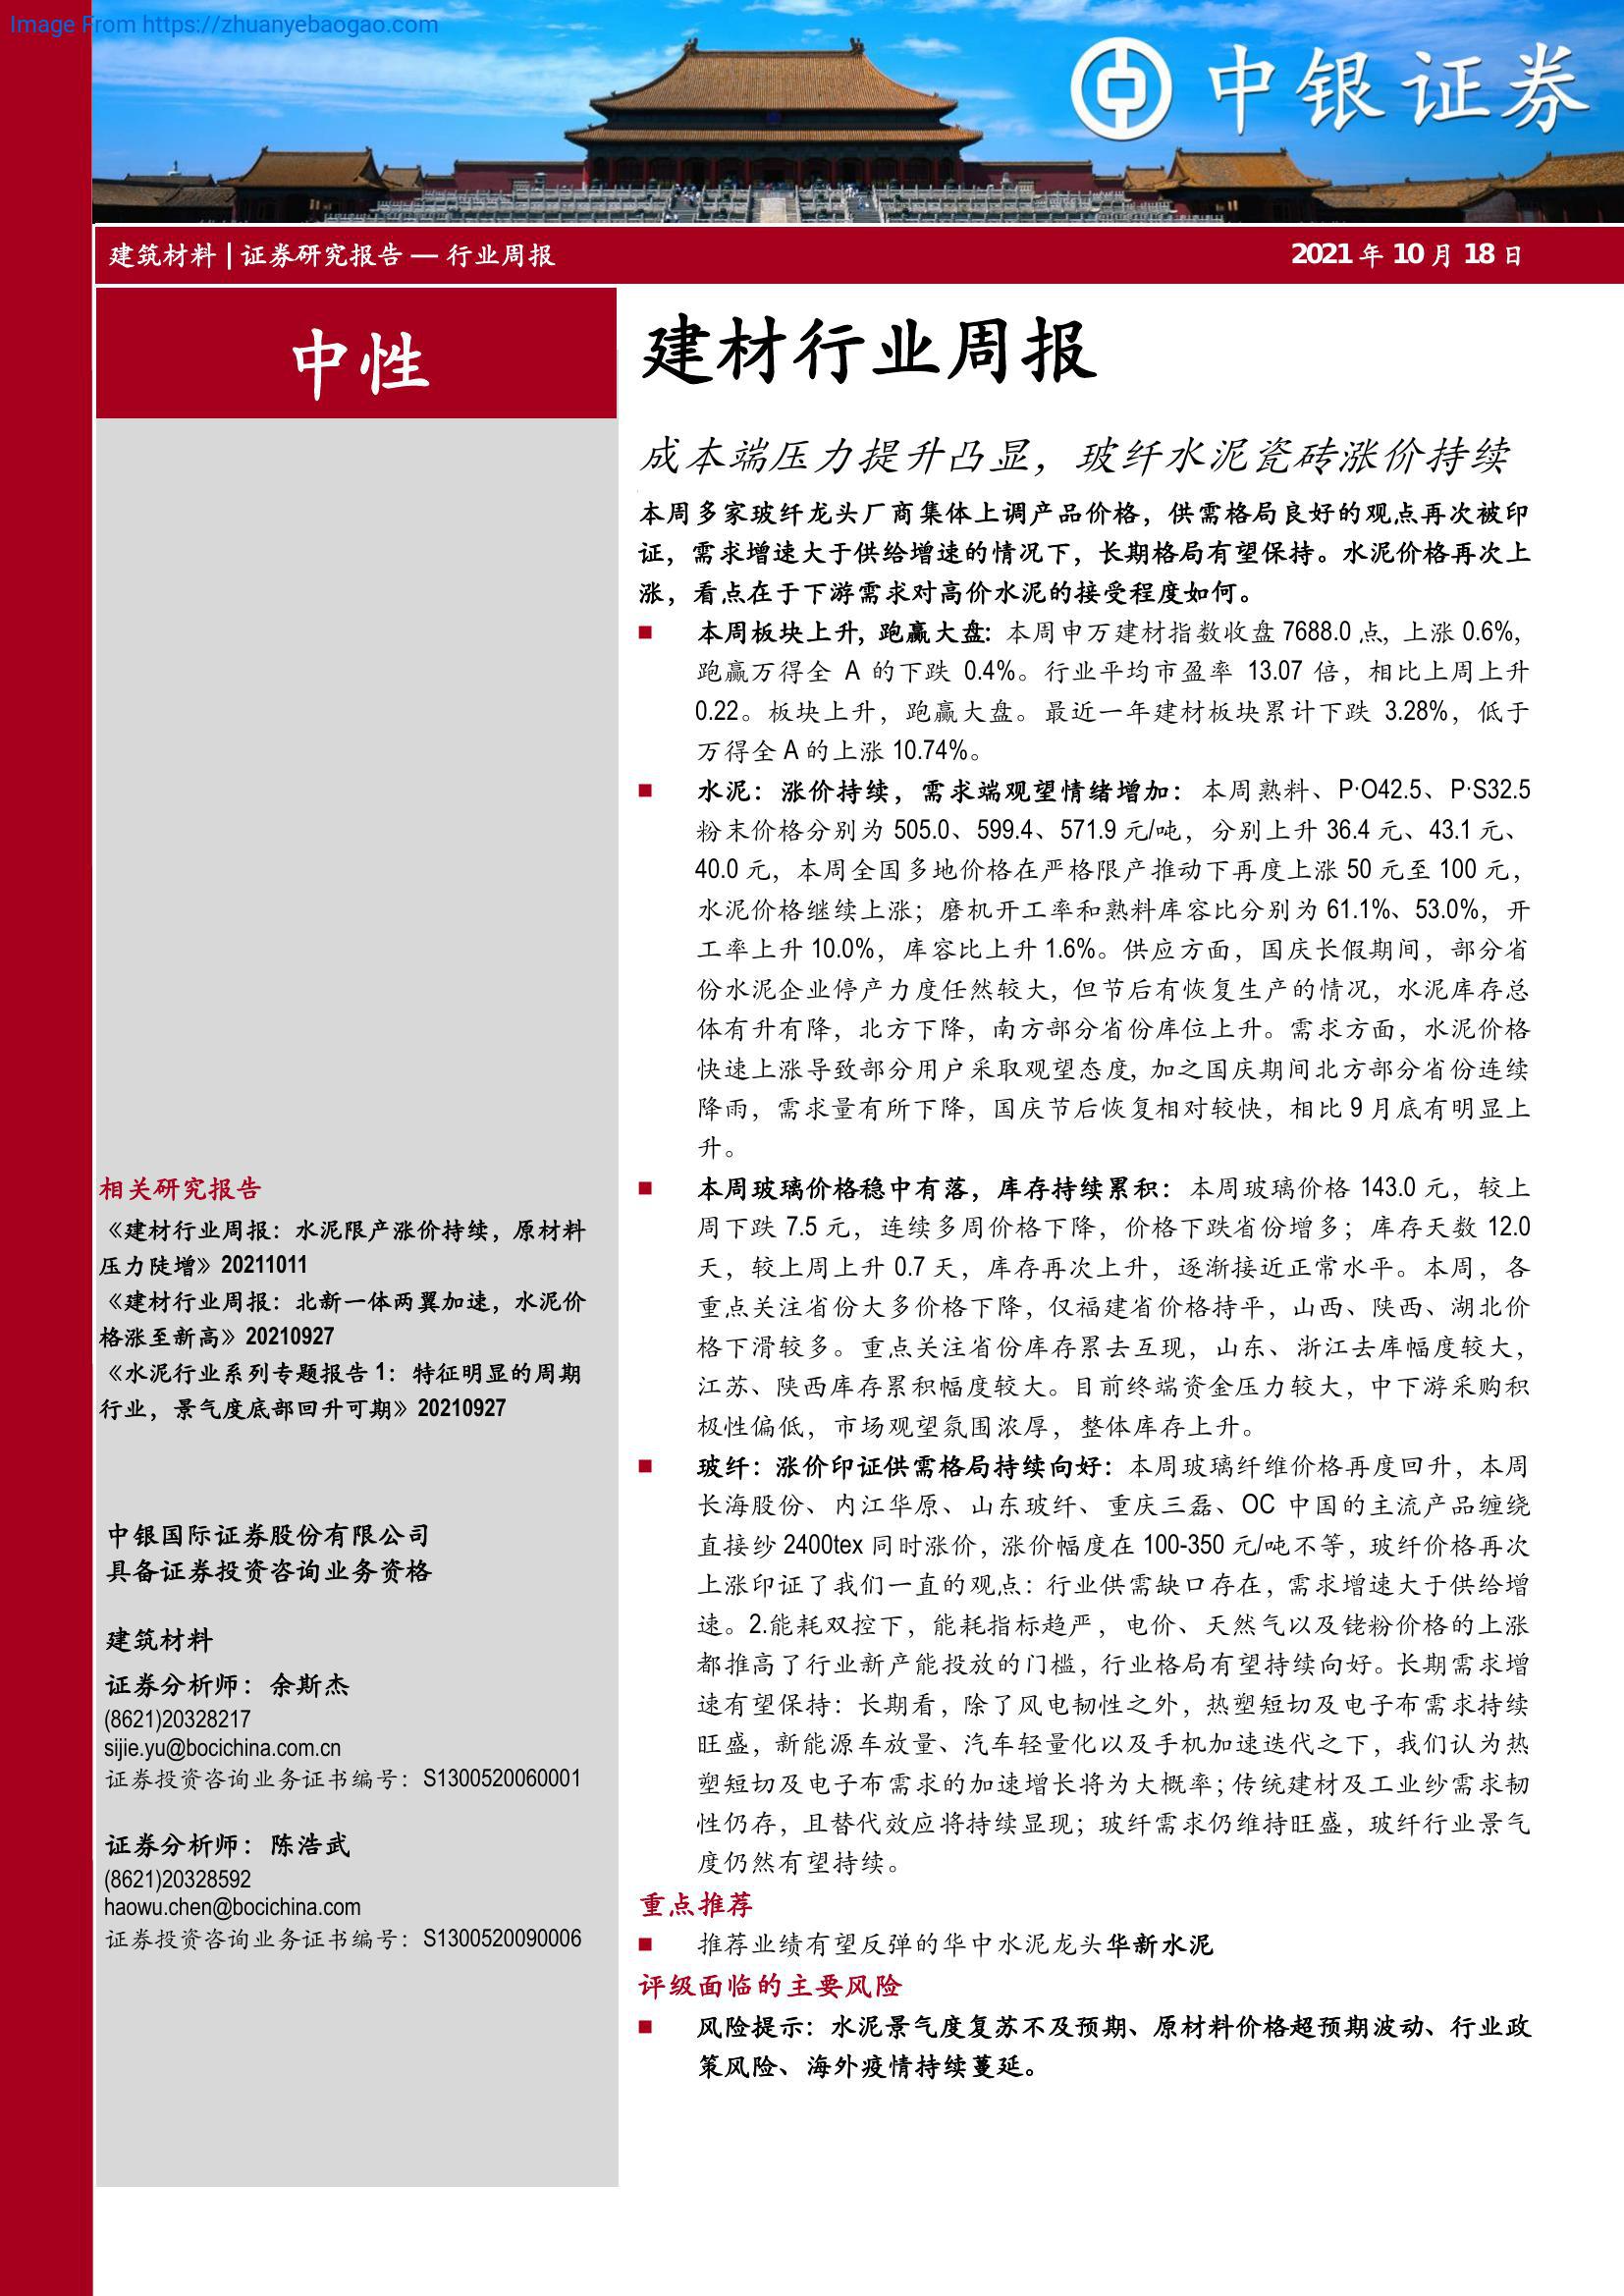 Image From https://zhuanyebaogao.com
中银证券
建筑材料 | 证券研究报告 — 行业周报
2021 年 10 月 18 日
中性
建材行业周报
成本端压力提升凸显，玻纤水泥瓷砖涨价持续
本周多家玻纤龙头厂商集体上调产品价格，供需格局良好的观点再次被印
证，需求增速大于供给增速的情况下，长期格局有望保持。水泥价格再次上
涨，看点在于下游需求对高价水泥的接受程度如何。
■ 本周板块上升，跑赢大盘：本周申万建材指数收盘 7688.0 点，上涨 0.6%，
跑赢万得全 A 的下跌 0.4%。行业平均市盈率 13.07 倍，相比上周上升
0.22。板块上升，跑赢大盘。最近一年建材板块累计下跌 3.28%，低于
万得全 A 的上涨 10.74%。
■ 水泥：涨价持续，需求端观望情绪增加：本周熟料、P·O42.5、P·S32.5
粉末价格分别为 505.0、599.4、571.9 元/吨，分别上升 36.4 元、43.1 元、
40.0 元，本周全国多地价格在严格限产推动下再度上涨 50 元至 100 元，
水泥价格继续上涨；磨机开工率和熟料库容比分别为 61.1%、53.0%，开
工率上升 10.0%，库容比上升 1.6%。供应方面，国庆长假期间，部分省
份水泥企业停产力度任然较大，但节后有恢复生产的情况，水泥库存总
体有升有降，北方下降，南方部分省份库位上升。需求方面，水泥价格
快速上涨导致部分用户采取观望态度，加之国庆期间北方部分省份连续
降雨，需求量有所下降，国庆节后恢复相对较快，相比 9 月底有明显上
升。
■ 本周玻璃价格稳中有落，库存持续累积：本周玻璃价格 143.0 元，较上
周下跌 7.5 元，连续多周价格下降，价格下跌省份增多；库存天数 12.0
天，较上周上升 0.7 天，库存再次上升，逐渐接近正常水平。本周，各
重点关注省份大多价格下降，仅福建省价格持平，山西、陕西、湖北价
格下滑较多。重点关注省份库存累去互现，山东、浙江去库幅度较大，
江苏、陕西库存累积幅度较大。目前终端资金压力较大，中下游采购积
极性偏低，市场观望氛围浓厚，整体库存上升。
■ 玻纤：涨价印证供需格局持续向好：本周玻璃纤维价格再度回升，本周
长海股份、内江华原、山东玻纤、重庆三磊、OC 中国的主流产品缠绕
直接纱 2400tex 同时涨价，涨价幅度在 100-350 元/吨不等，玻纤价格再次
上涨印证了我们一直的观点：行业供需缺口存在，需求增速大于供给增
速。2.能耗双控下，能耗指标趋严，电价、天然气以及铑粉价格的上涨
都推高了行业新产能投放的门槛，行业格局有望持续向好。长期需求增
速有望保持：长期看，除了风电韧性之外，热塑短切及电子布需求持续
旺盛，新能源车放量、汽车轻量化以及手机加速迭代之下，我们认为热
塑短切及电子布需求的加速增长将为大概率；传统建材及工业纱需求韧
性仍存，且替代效应将持续显现；玻纤需求仍维持旺盛，玻纤行业景气
度仍然有望持续。
重点推荐
■ 推荐业绩有望反弹的华中水泥龙头华新水泥
评级面临的主要风险
■ 风险提示：水泥景气度复苏不及预期、原材料价格超预期波动、行业政
策风险、海外疫情持续蔓延。
相关研究报告
《建材行业周报：水泥限产涨价持续，原材料
压力陡增》20211011
《建材行业周报：北新一体两翼加速，水泥价
格涨至新高》20210927
《水泥行业系列专题报告 1：特征明显的周期
行业，景气度底部回升可期》20210927
中银国际证券股份有限公司
具备证券投资咨询业务资格
建筑材料
证券分析师：余斯杰
(8621)20328217
sijie.yu@bocichina.com.cn
证券投资咨询业务证书编号：S1300520060001
证券分析师：陈浩武
(8621)20328592
haowu.chen@bocichina.com
证券投资咨询业务证书编号：S1300520090006